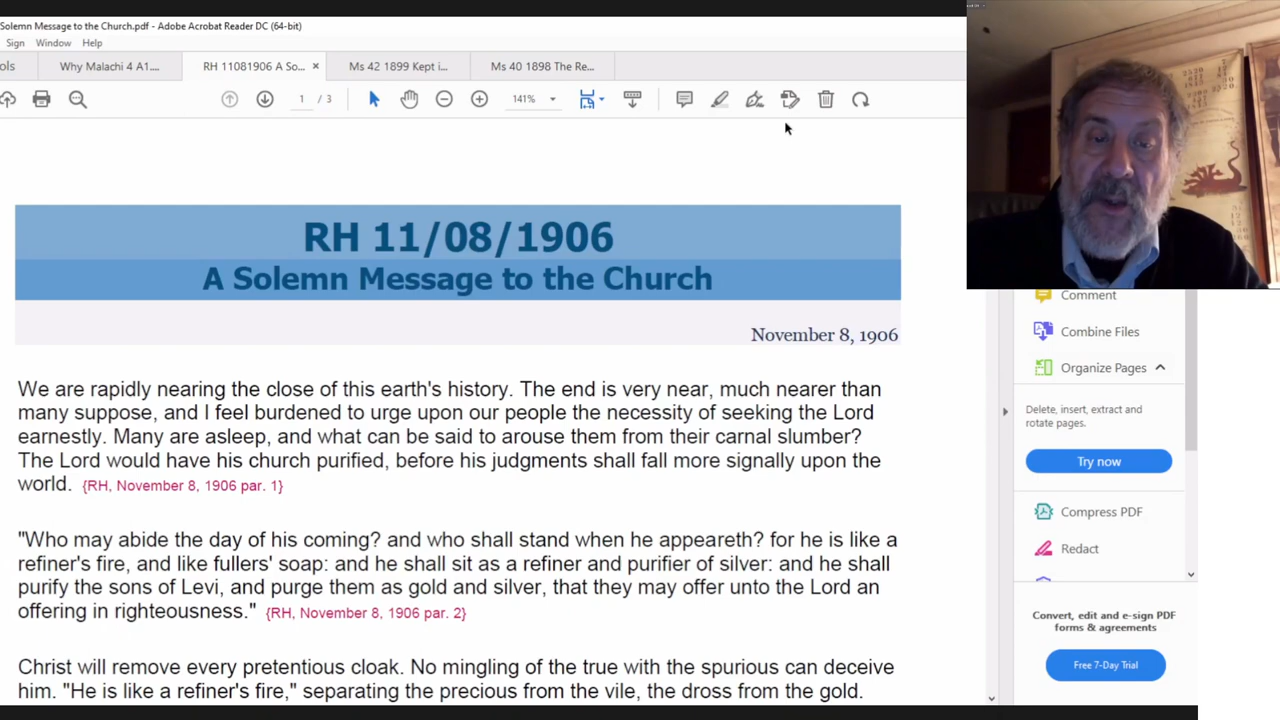 Solemn Message to the Church.pdf - Adobe Acrobat Reader DC (64-bit)
Sign Window Help
ols Why Malachi 4 A1.... RH 11081906 A So... × Ms 42 1899 Kept i... Ms 40 1898 The Re...
1 / 3 141%
RH 11/08/1906
A Solemn Message to the Church
November 8, 1906
We are rapidly nearing the close of this earth's history. The end is very near, much nearer than
many suppose, and I feel burdened to urge upon our people the necessity of seeking the Lord
earnestly. Many are asleep, and what can be said to arouse them from their carnal slumber?
The Lord would have his church purified, before his judgments shall fall more signally upon the
world. {RH, November 8, 1906 par. 1}
"Who may abide the day of his coming? and who shall stand when he appeareth? for he is like a
refiner's fire, and like fullers' soap: and he shall sit as a refiner and purifier of silver: and he shall
purify the sons of Levi, and purge them as gold and silver, that they may offer unto the Lord an
offering in righteousness." {RH, November 8, 1906 par. 2}
Christ will remove every pretentious cloak. No mingling of the true with the spurious can deceive
him. "He is like a refiner's fire," separating the precious from the vile, the dross from the gold.
Comment
Combine Files
Organize Pages
Delete, insert, extract and
rotate pages.
Try now
Compress PDF
Redact
Convert, edit and e-sign PDF
forms & agreements
Free 7-Day Trial